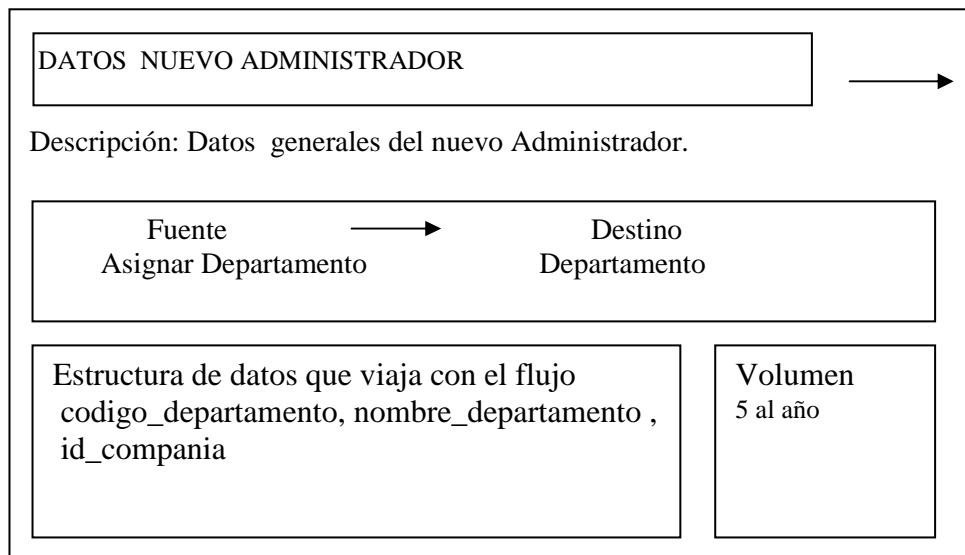 DATOS NUEVO ADMINISTRADOR
Descripción: Datos generales del nuevo Administrador.
Fuente Destino
Asignar Departamento Departamento
Estructura de datos que viaja con el flujo
codigo_departamento, nombre_departamento ,
id_compania
Volumen
5 al año